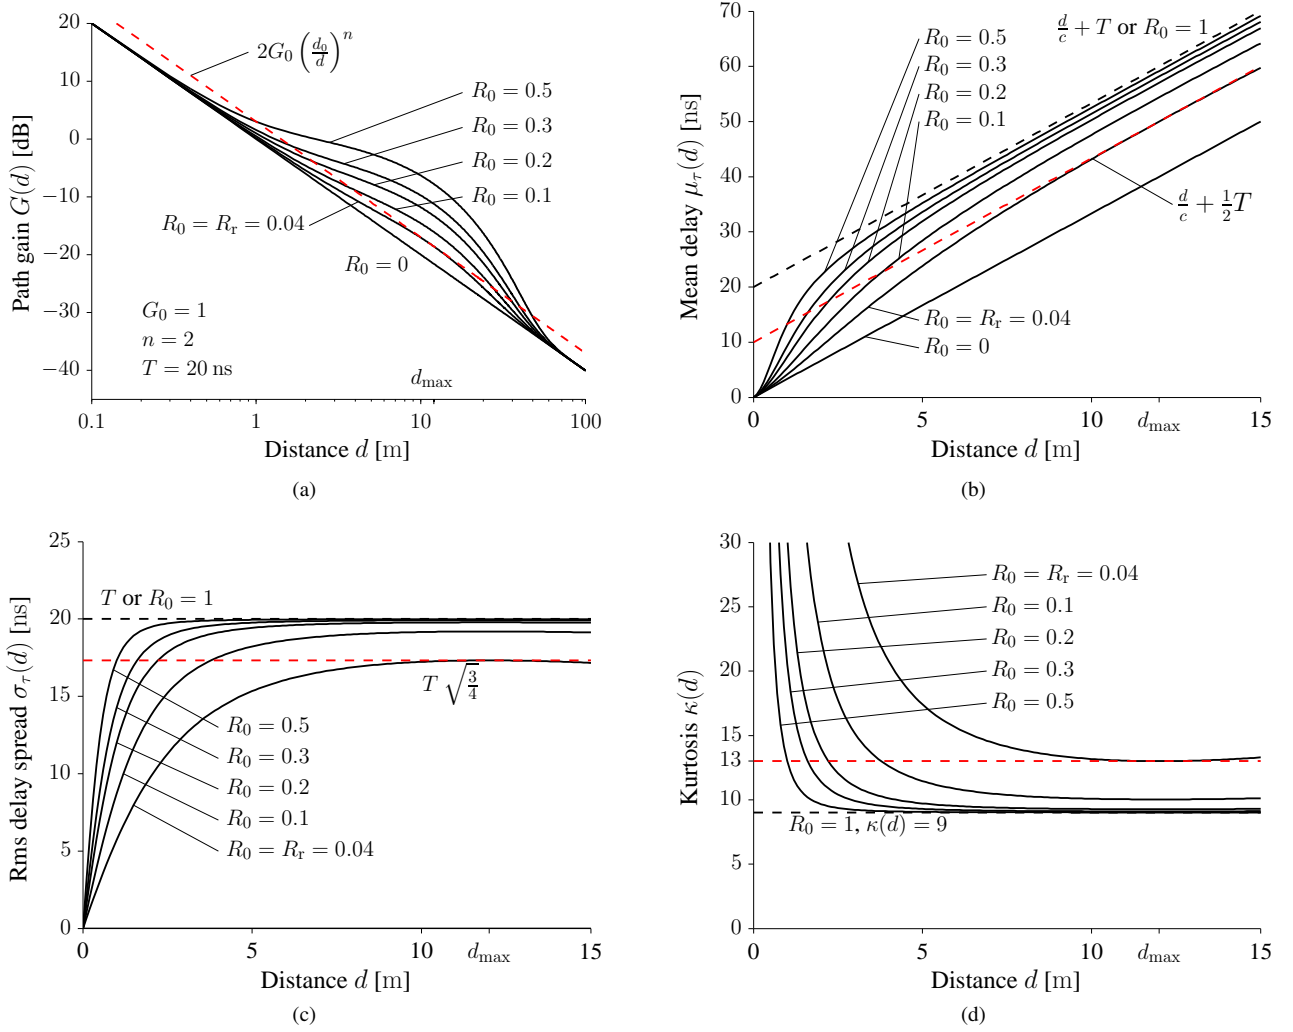 20
10
0
−10
−20
−30
−40
Path gain G(d) [dB]
2G₀ (d₀/d)ⁿ
R₀ = 0.5
R₀ = 0.3
R₀ = 0.2
R₀ = 0.1
R₀ = Rᵣ = 0.04
R₀ = 0
G₀ = 1
n = 2
T = 20 ns
d_max
0.1
1
10
100
Distance d [m]
(a)
70
60
50
40
30
20
10
0
Mean delay μ_τ(d) [ns]
d/c + T or R₀ = 1
R₀ = 0.5
R₀ = 0.3
R₀ = 0.2
R₀ = 0.1
d/c + ½T
R₀ = Rᵣ = 0.04
R₀ = 0
0
5
10
d_max
15
Distance d [m]
(b)
25
20
15
10
5
0
Rms delay spread σ_τ(d) [ns]
T or R₀ = 1
T √(3/4)
R₀ = 0.5
R₀ = 0.3
R₀ = 0.2
R₀ = 0.1
R₀ = Rᵣ = 0.04
0
5
10
d_max
15
Distance d [m]
(c)
30
25
20
15
13
10
5
0
Kurtosis κ(d)
R₀ = Rᵣ = 0.04
R₀ = 0.1
R₀ = 0.2
R₀ = 0.3
R₀ = 0.5
R₀ = 1, κ(d) = 9
0
5
10
d_max
15
Distance d [m]
(d)